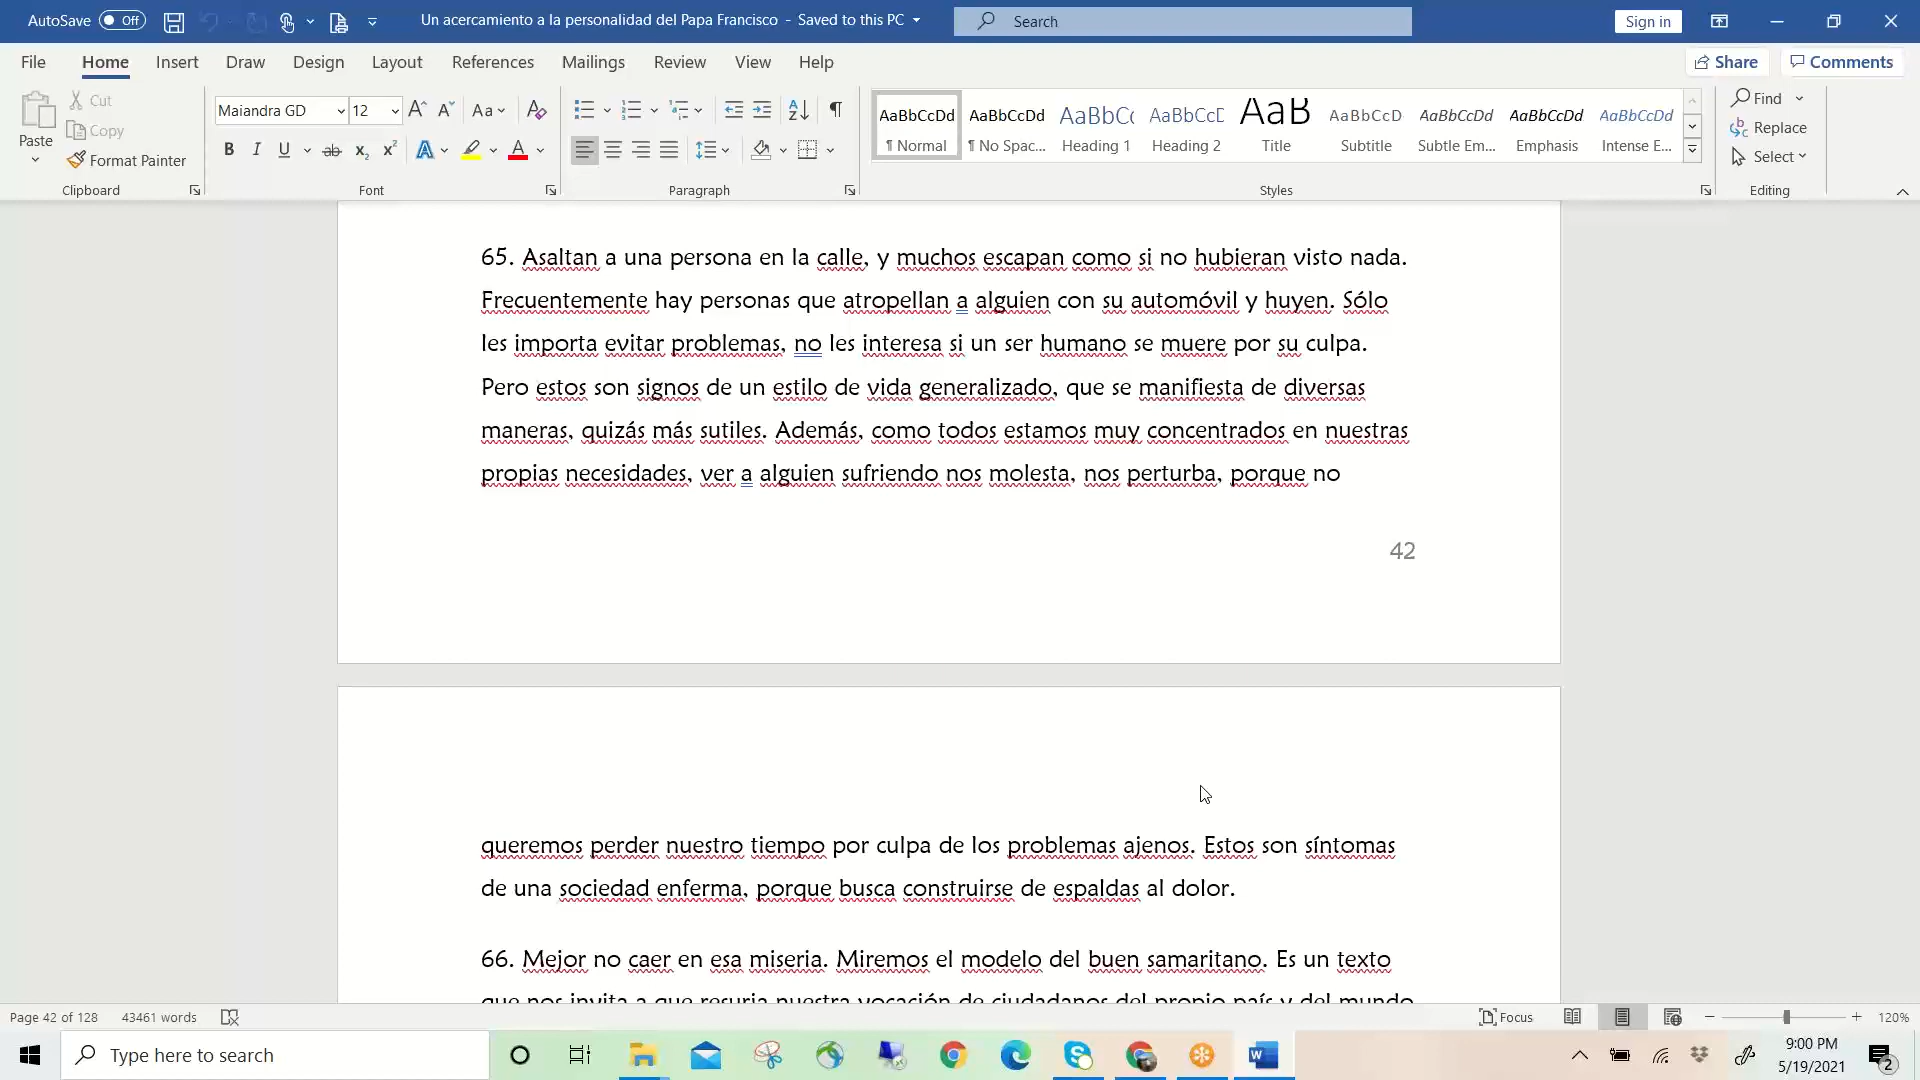 AutoSave Off
Un acercamiento a la personalidad del Papa Francisco - Saved to this PC
Search
Sign in
File Home Insert Draw Design Layout References Mailings Review View Help
Share Comments
Paste
Cut
Copy
Format Painter
Clipboard
Maiandra GD 12
Font
Paragraph
AaBbCcDd AaBbCcDd AaBbCc AaBbCcD AaB AaBbCcD AaBbCcDd AaBbCcDd AaBbCcDd
¶ Normal ¶ No Spac... Heading 1 Heading 2 Title Subtitle Subtle Em... Emphasis Intense E...
Styles
Find
Replace
Select
Editing
65. Asaltan a una persona en la calle, y muchos escapan como si no hubieran visto nada.
Frecuentemente hay personas que atropellan a alguien con su automóvil y huyen. Sólo
les importa evitar problemas, no les interesa si un ser humano se muere por su culpa.
Pero estos son signos de un estilo de vida generalizado, que se manifiesta de diversas
maneras, quizás más sutiles. Además, como todos estamos muy concentrados en nuestras
propias necesidades, ver a alguien sufriendo nos molesta, nos perturba, porque no
42
queremos perder nuestro tiempo por culpa de los problemas ajenos. Estos son síntomas
de una sociedad enferma, porque busca construirse de espaldas al dolor.
66. Mejor no caer en esa miseria. Miremos el modelo del buen samaritano. Es un texto
que nos invita a que resurja nuestra vocación de ciudadanos del propio país y del mundo
Page 42 of 128 43461 words
Focus
120%
Type here to search
9:00 PM
5/19/2021
2